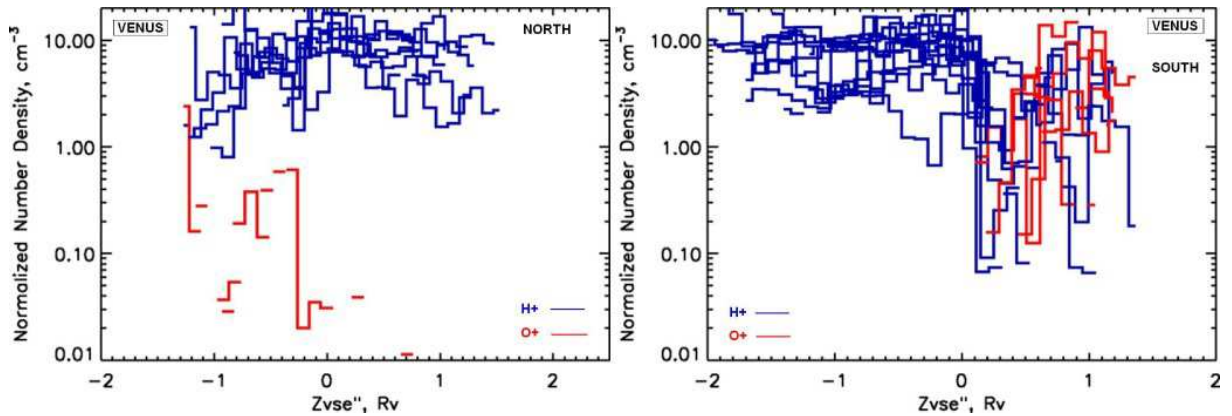 Normalized Number Density, cm⁻³
10.00
1.00
0.10
0.01
VENUS
NORTH
H+
O+
−2 −1 0 1 2
Zvse", Rv
Normalized Number Density, cm⁻³
10.00
1.00
0.10
0.01
VENUS
SOUTH
H+
O+
−2 −1 0 1 2
Zvse", Rv